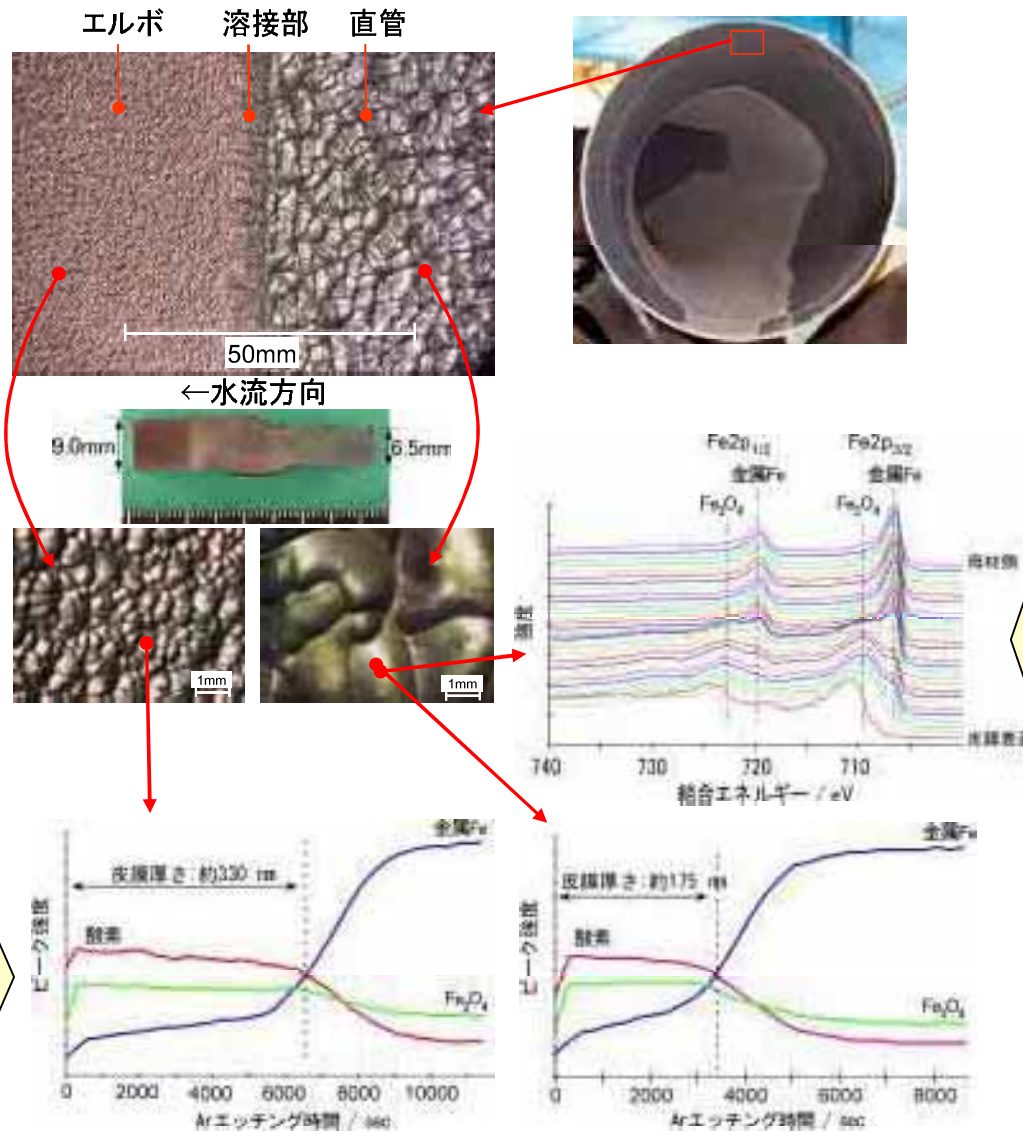 エルボ 溶接部 直管
50mm
←水流方向
9.0mm
6.5mm
1mm
1mm
Fe2p1/2 Fe2p3/2
金属Fe 金属Fe
Fe3O4 Fe3O4
母材側
強度
皮膜表面
740 730 720 710
結合エネルギー / eV
金属Fe
皮膜厚さ:約330 nm
酸素
Fe3O4
ピーク強度
0 2000 4000 6000 8000 10000
Arエッチング時間 / sec
金属Fe
皮膜厚さ:約175 nm
酸素
Fe3O4
ピーク強度
0 2000 4000 6000 8000
Arエッチング時間 / sec